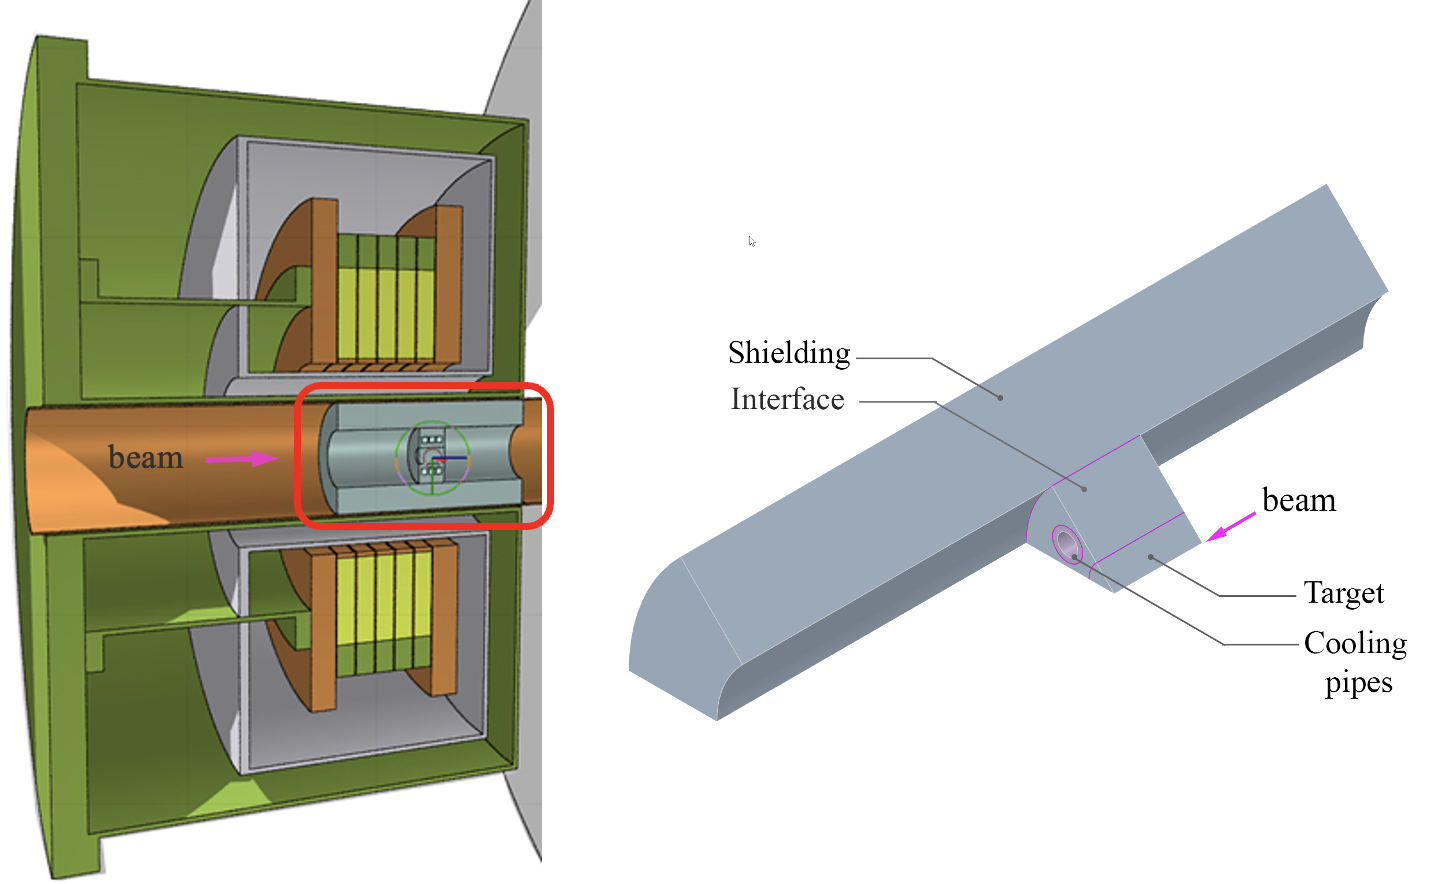 beam
Shielding
Interface
beam
Target
Cooling
pipes